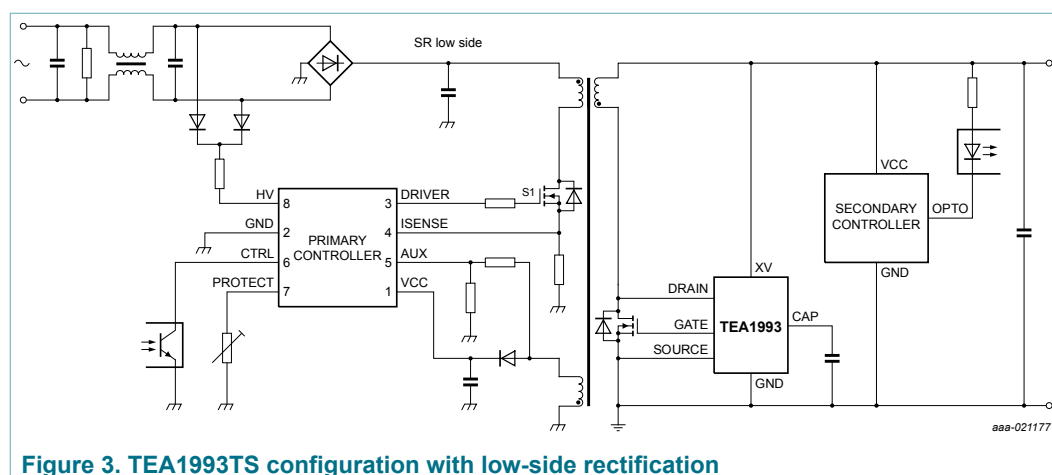 SR low side
S1
HV
8
DRIVER
3
GND
2
ISENSE
4
CTRL
6
AUX
5
PROTECT
7
VCC
1
PRIMARY
CONTROLLER
DRAIN
GATE
SOURCE
XV
TEA1993
CAP
GND
VCC
SECONDARY
CONTROLLER
OPTO
GND
aaa-021177
Figure 3. TEA1993TS configuration with low-side rectification